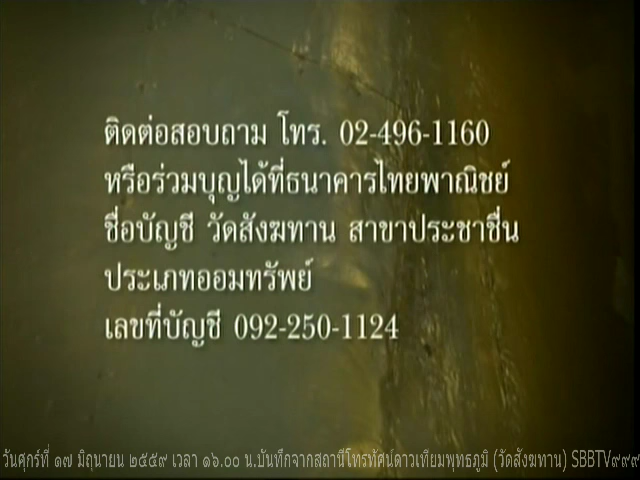 ติดต่อสอบถาม โทร. 02-496-1160
หรือร่วมบุญได้ที่ธนาคารไทยพาณิชย์
ชื่อบัญชี วัดสังฆทาน สาขาประชาชื่น
ประเภทออมทรัพย์
เลขที่บัญชี 092-250-1124
วันศุกร์ที่ ๑๗ มิถุนายน ๒๕๕๙ เวลา ๑๖.๐๐ น.บันทึกจากสถานีโทรทัศน์ดาวเทียมพุทธภูมิ (วัดสังฆทาน) SBBTV๙๙๙